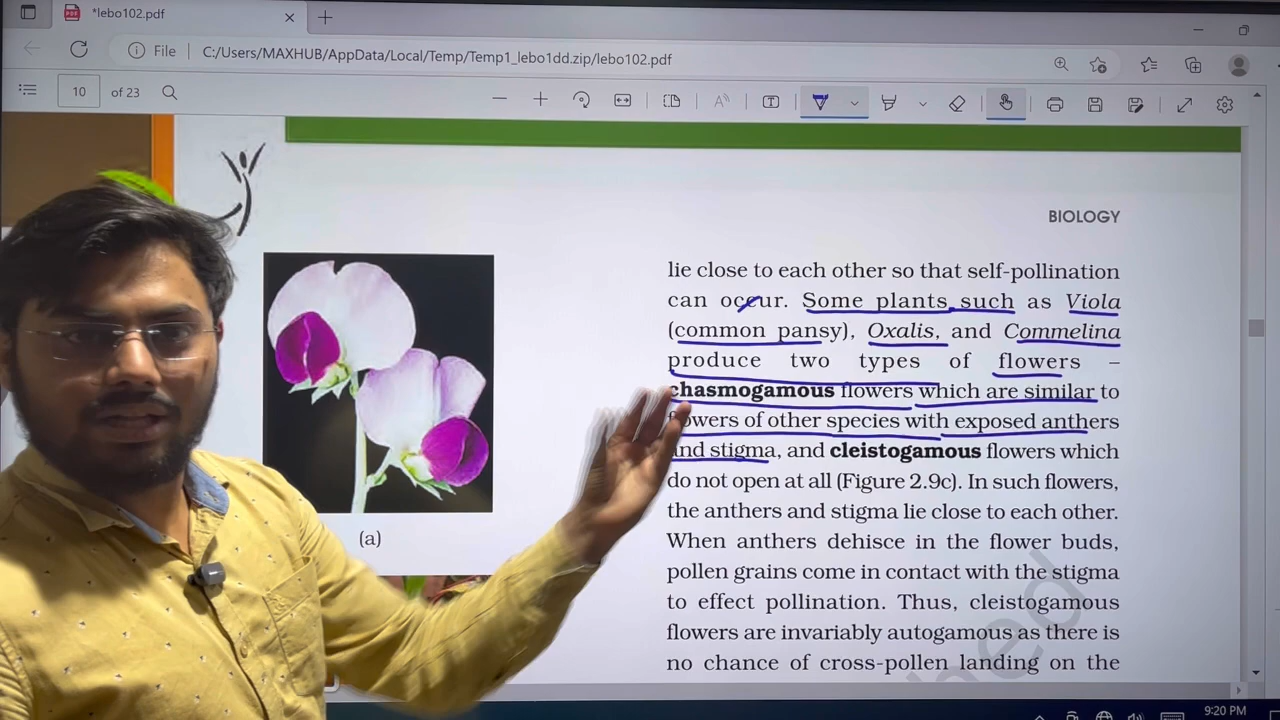 *lebo102.pdf
File C:/Users/MAXHUB/AppData/Local/Temp/Temp1_lebo1dd.zip/lebo102.pdf
10 of 23
BIOLOGY
lie close to each other so that self-pollination
can occur. Some plants such as Viola
(common pansy), Oxalis, and Commelina
produce two types of flowers –
chasmogamous flowers which are similar to
flowers of other species with exposed anthers
and stigma, and cleistogamous flowers which
do not open at all (Figure 2.9c). In such flowers,
the anthers and stigma lie close to each other.
When anthers dehisce in the flower buds,
pollen grains come in contact with the stigma
to effect pollination. Thus, cleistogamous
flowers are invariably autogamous as there is
no chance of cross-pollen landing on the
(a)
9:20 PM